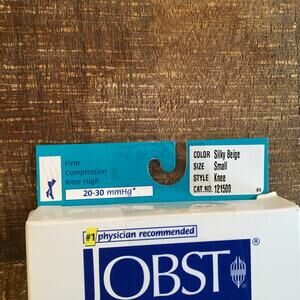 Firm
Compression
Knee High
20-30 mmHg*
COLOR Silky Beige
SIZE Small
STYLE Knee
CAT.NO. 121500
#1 physician recommended
JOBST®